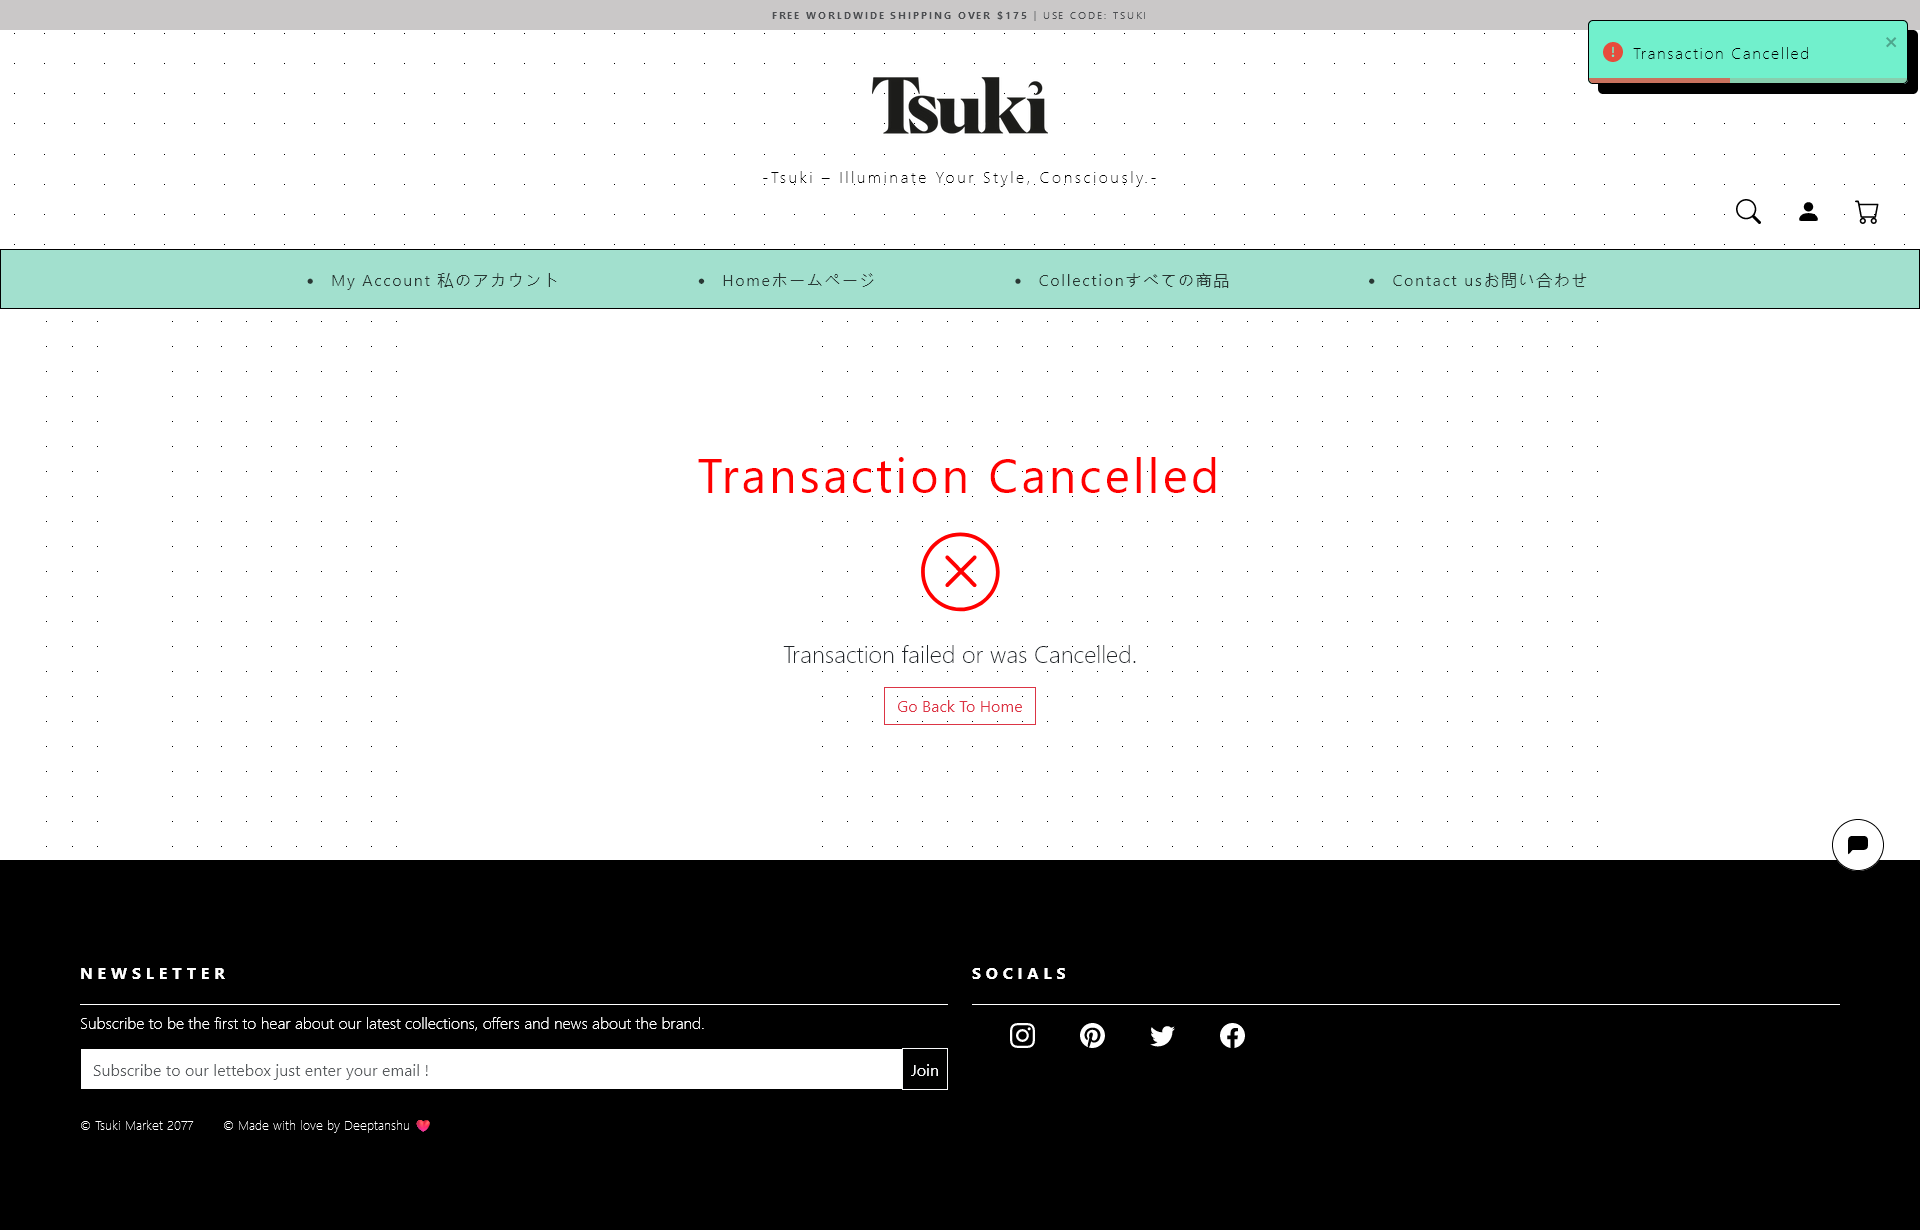 FREE WORLDWIDE SHIPPING OVER $175 | USE CODE: TSUKI
Transaction Cancelled
Tsuki
-Tsuki – Illuminate Your Style, Consciously.-
My Account 私のアカウント
Homeホームページ
Collectionすべての商品
Contact usお問い合わせ
Transaction Cancelled
Transaction failed or was Cancelled.
Go Back To Home
NEWSLETTER
Subscribe to be the first to hear about our latest collections, offers and news about the brand.
Subscribe to our lettebox just enter your email !
Join
© Tsuki Market 2077
© Made with love by Deeptanshu 💖
SOCIALS